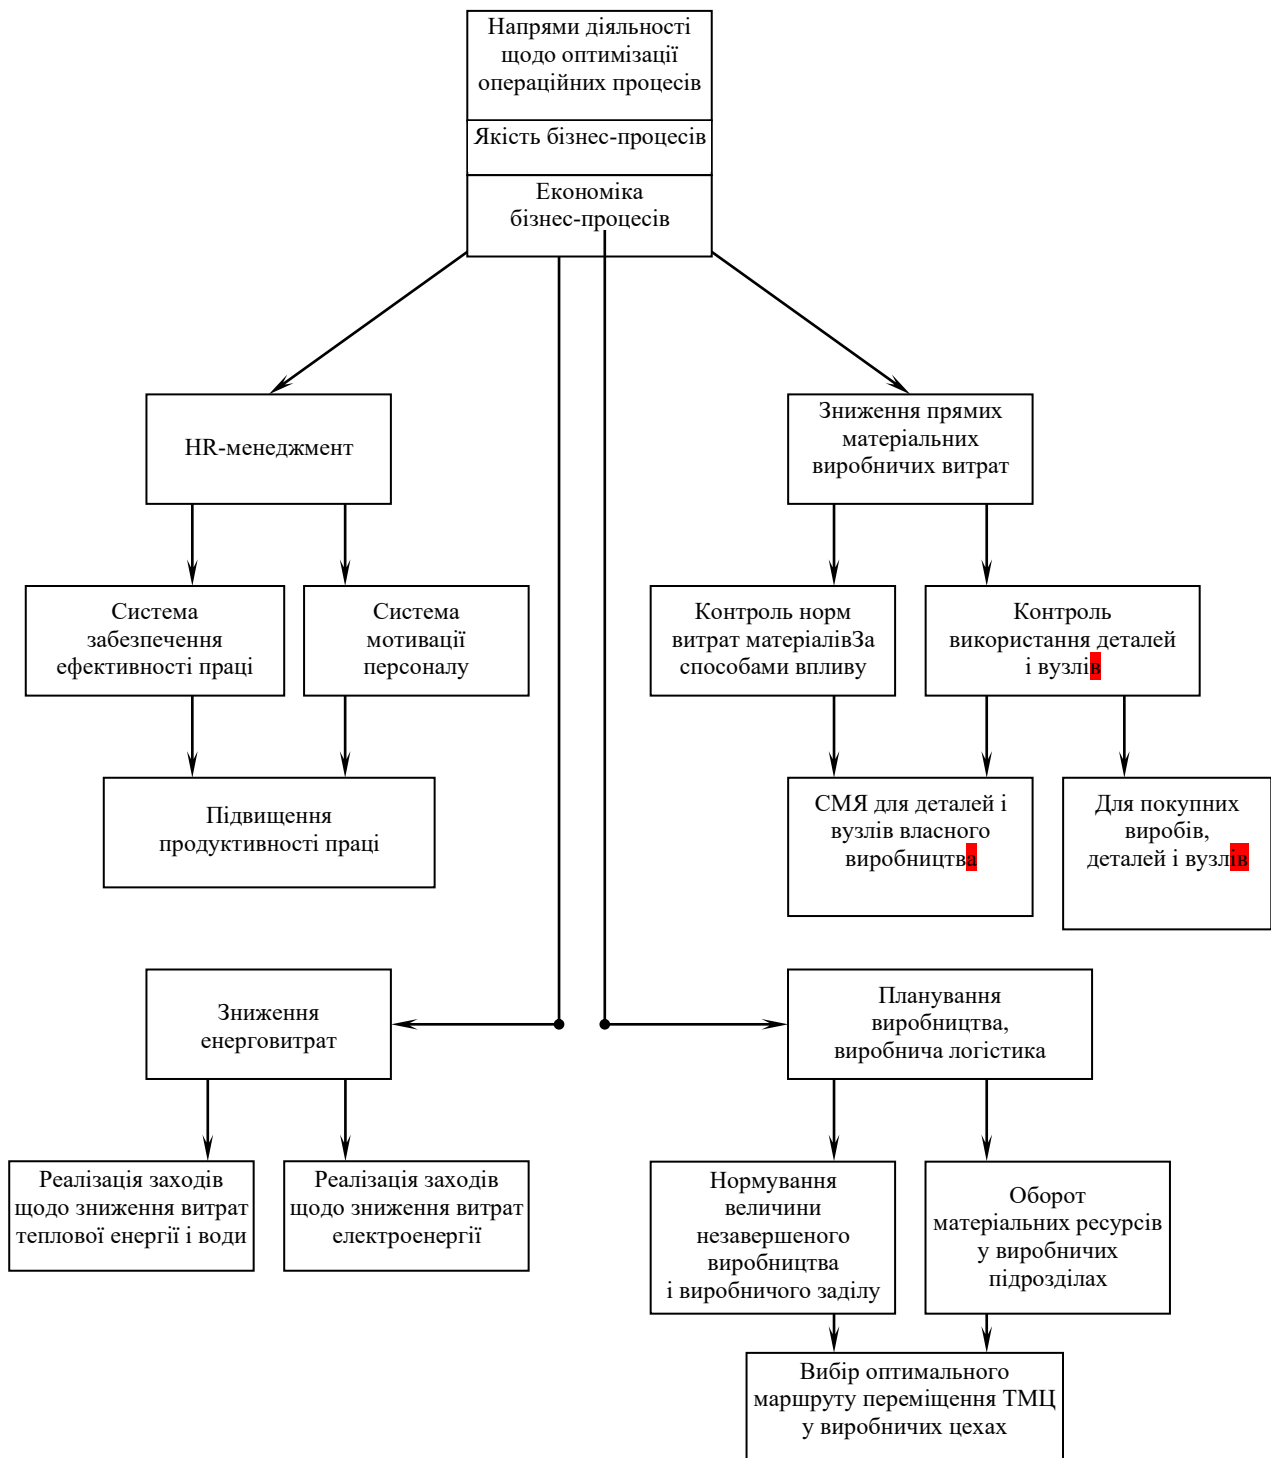 Напрями діяльності
щодо оптимізації
операційних процесів
Якість бізнес-процесів
Економіка
бізнес-процесів
HR-менеджмент
Зниження прямих
матеріальних
виробничих витрат
Система
забезпечення
ефективності праці
Система
мотивації
персоналу
Контроль норм
витрат матеріалівЗа
способами впливу
Контроль
використання деталей
і вузлів
Підвищення
продуктивності праці
СМЯ для деталей і
вузлів власного
виробництва
Для покупних
виробів,
деталей і вузлів
Зниження
енерговитрат
Планування
виробництва,
виробнича логістика
Реалізація заходів
щодо зниження витрат
теплової енергії і води
Реалізація заходів
щодо зниження витрат
електроенергії
Нормування
величини
незавершеного
виробництва
і виробничого заділу
Оборот
матеріальних ресурсів
у виробничих
підрозділах
Вибір оптимального
маршруту переміщення ТМЦ
у виробничих цехах